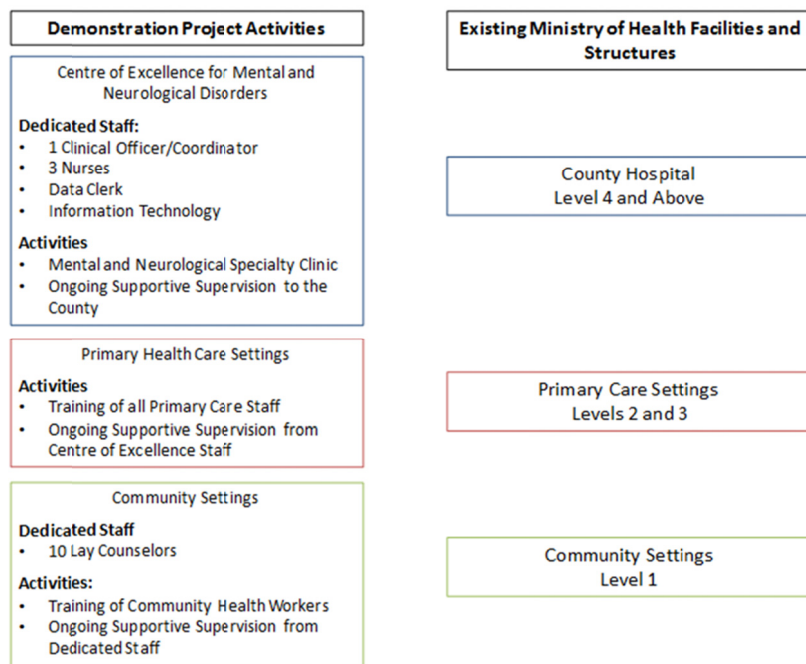 Demonstration Project Activities
Centre of Excellence for Mental and
Neurological Disorders
Dedicated Staff:
• 1 Clinical Officer/Coordinator
• 3 Nurses
• Data Clerk
• Information Technology
Activities
• Mental and Neurological Specialty Clinic
• Ongoing Supportive Supervision to the
County
Primary Health Care Settings
Activities
• Training of all Primary Care Staff
• Ongoing Supportive Supervision from
Centre of Excellence Staff
Community Settings
Dedicated Staff
• 10 Lay Counselors
Activities:
• Training of Community Health Workers
• Ongoing Supportive Supervision from
Dedicated Staff
Existing Ministry of Health Facilities and
Structures
County Hospital
Level 4 and Above
Primary Care Settings
Levels 2 and 3
Community Settings
Level 1